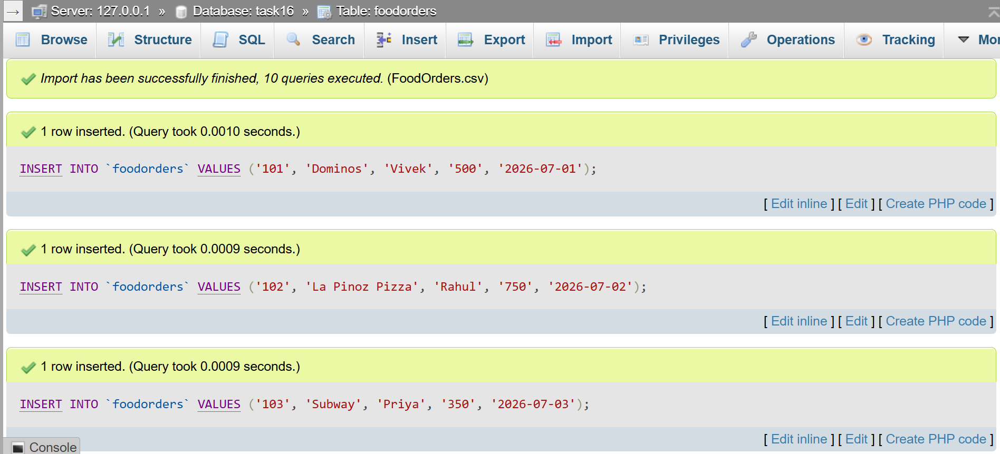 → Server: 127.0.0.1 » Database: task16 » Table: foodorders
Browse Structure SQL Search Insert Export Import Privileges Operations Tracking
Import has been successfully finished, 10 queries executed. (FoodOrders.csv)
1 row inserted. (Query took 0.0010 seconds.)
INSERT INTO `foodorders` VALUES ('101', 'Dominos', 'Vivek', '500', '2026-07-01');
[ Edit inline ] [ Edit ] [ Create PHP code ]
1 row inserted. (Query took 0.0009 seconds.)
INSERT INTO `foodorders` VALUES ('102', 'La Pinoz Pizza', 'Rahul', '750', '2026-07-02');
[ Edit inline ] [ Edit ] [ Create PHP code ]
1 row inserted. (Query took 0.0009 seconds.)
INSERT INTO `foodorders` VALUES ('103', 'Subway', 'Priya', '350', '2026-07-03');
[ Edit inline ] [ Edit ] [ Create PHP code ]
Console